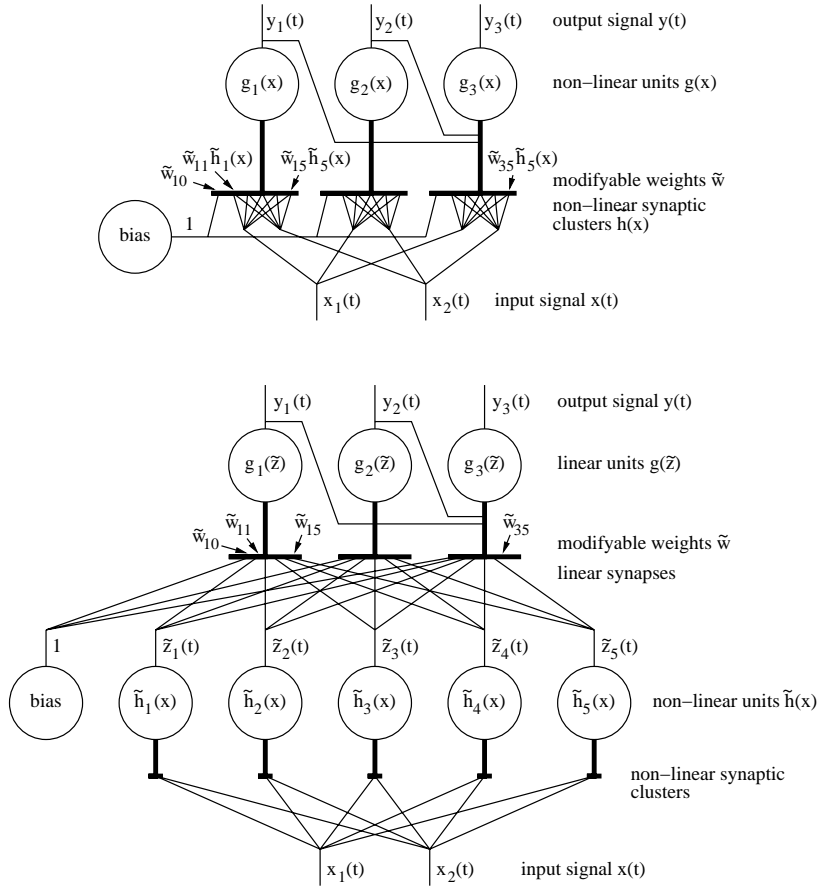 y1(t) y2(t) y3(t) output signal y(t)
g1(x) g2(x) g3(x) non−linear units g(x)
w̃11h̃1(x) w̃15h̃5(x) w̃35h̃5(x)
w̃10
modifyable weights w̃
non−linear synaptic
clusters h̃(x)
bias 1
x1(t) x2(t) input signal x(t)
y1(t) y2(t) y3(t) output signal y(t)
g1(z̃) g2(z̃) g3(z̃) linear units g(z̃)
w̃11 w̃15 w̃35
w̃10
modifyable weights w̃
linear synapses
1 z̃1(t) z̃2(t) z̃3(t) z̃4(t) z̃5(t)
bias h̃1(x) h̃2(x) h̃3(x) h̃4(x) h̃5(x) non−linear units h̃(x)
non−linear synaptic
clusters
x1(t) x2(t) input signal x(t)